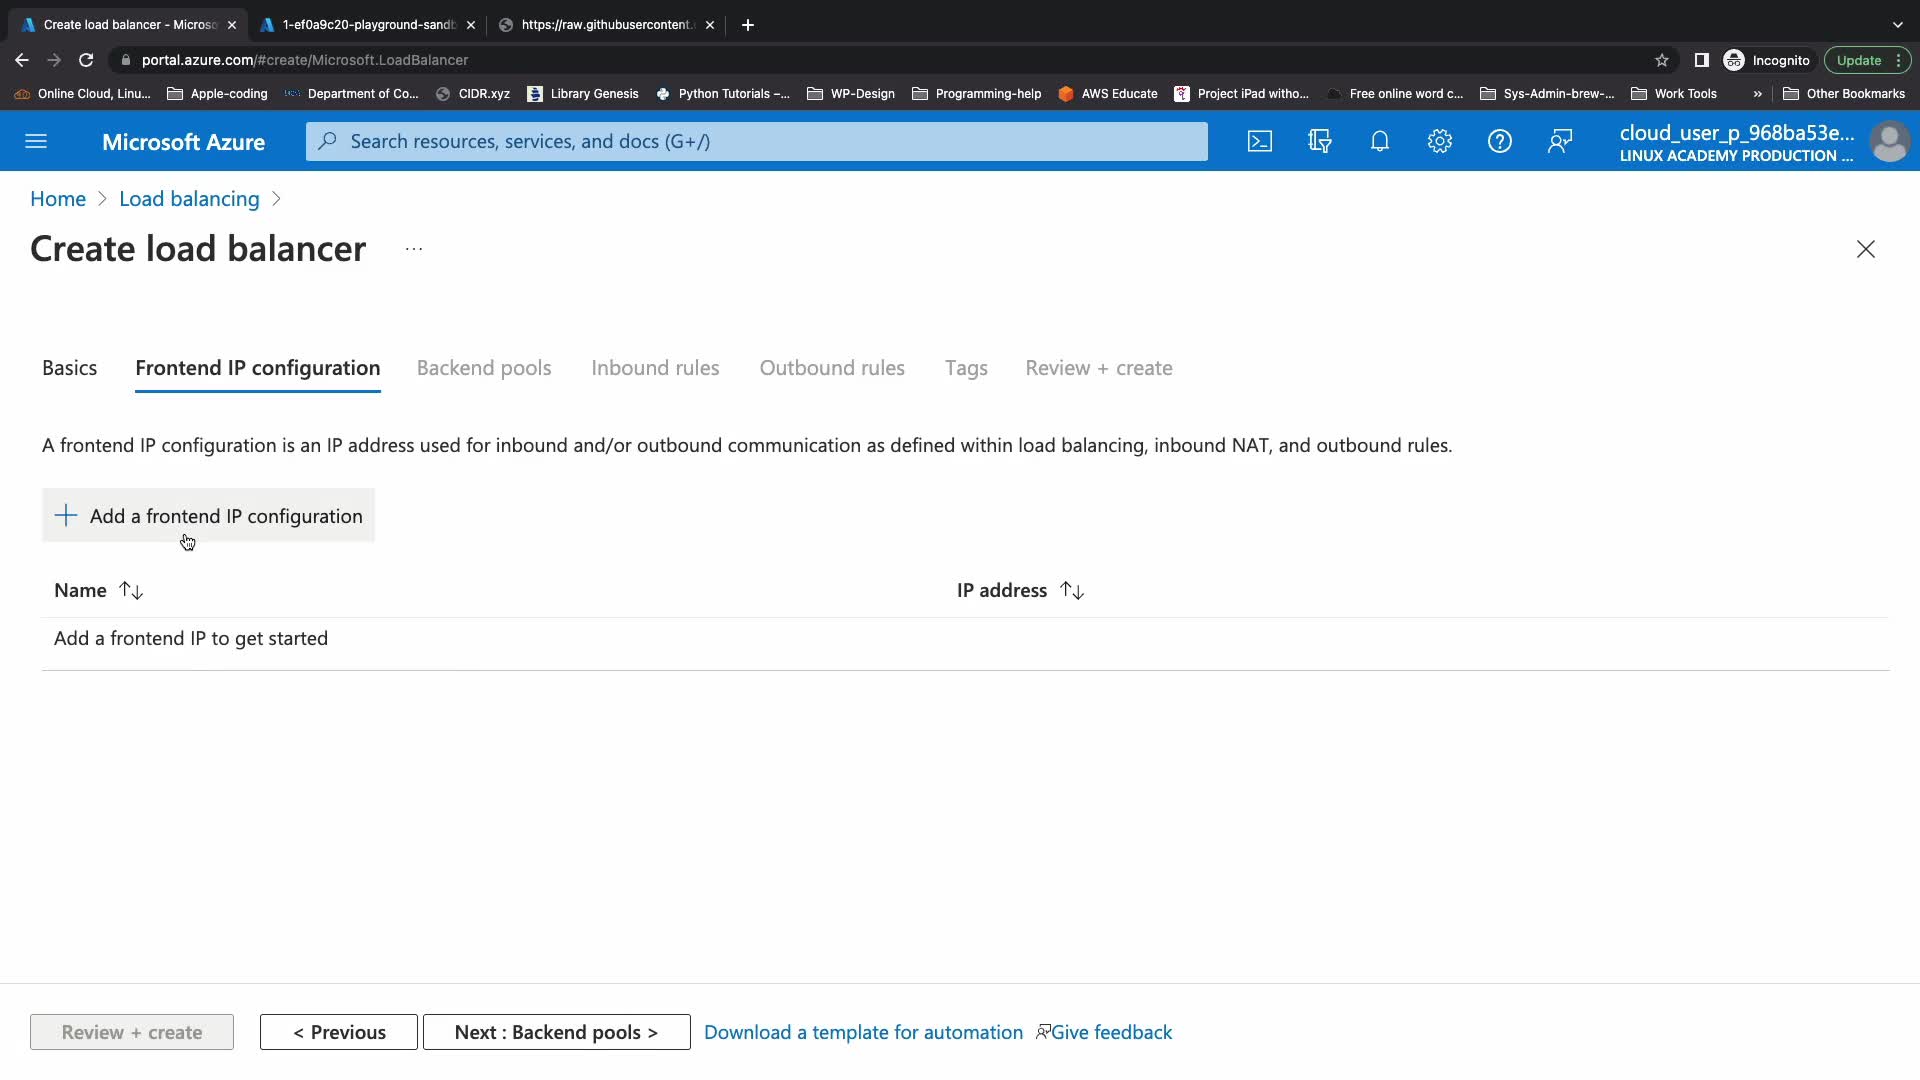 Create load balancer - Microso
1-ef0a9c20-playground-sandb
https://raw.githubusercontent.
portal.azure.com/#create/Microsoft.LoadBalancer
Incognito
Update
Online Cloud, Linu...
Apple-coding
Department of Co...
CIDR.xyz
Library Genesis
Python Tutorials –...
WP-Design
Programming-help
AWS Educate
Project iPad witho...
Free online word c...
Sys-Admin-brew-...
Work Tools
»
Other Bookmarks
Microsoft Azure
Search resources, services, and docs (G+/)
cloud_user_p_968ba53e...
LINUX ACADEMY PRODUCTION ...
Home > Load balancing >
Create load balancer ...
Basics
Frontend IP configuration
Backend pools
Inbound rules
Outbound rules
Tags
Review + create
A frontend IP configuration is an IP address used for inbound and/or outbound communication as defined within load balancing, inbound NAT, and outbound rules.
+ Add a frontend IP configuration
Name ↑↓
IP address ↑↓
Add a frontend IP to get started
Review + create
< Previous
Next : Backend pools >
Download a template for automation
Give feedback